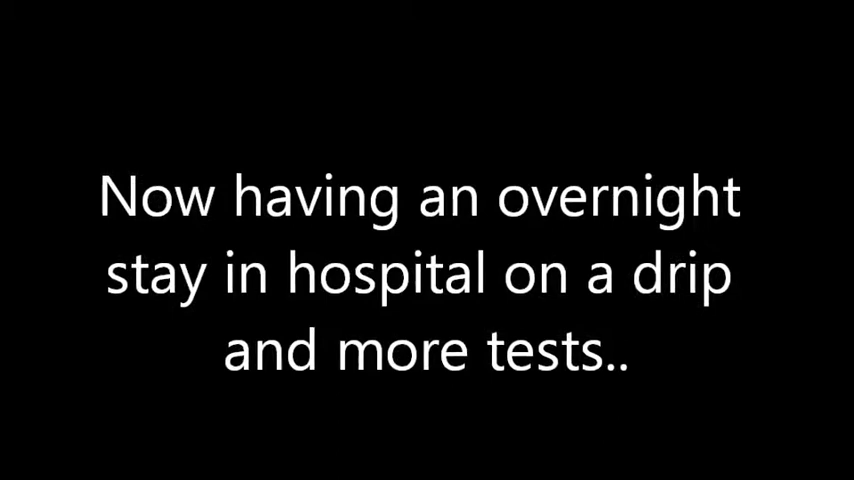 Now having an overnight
stay in hospital on a drip
and more tests..